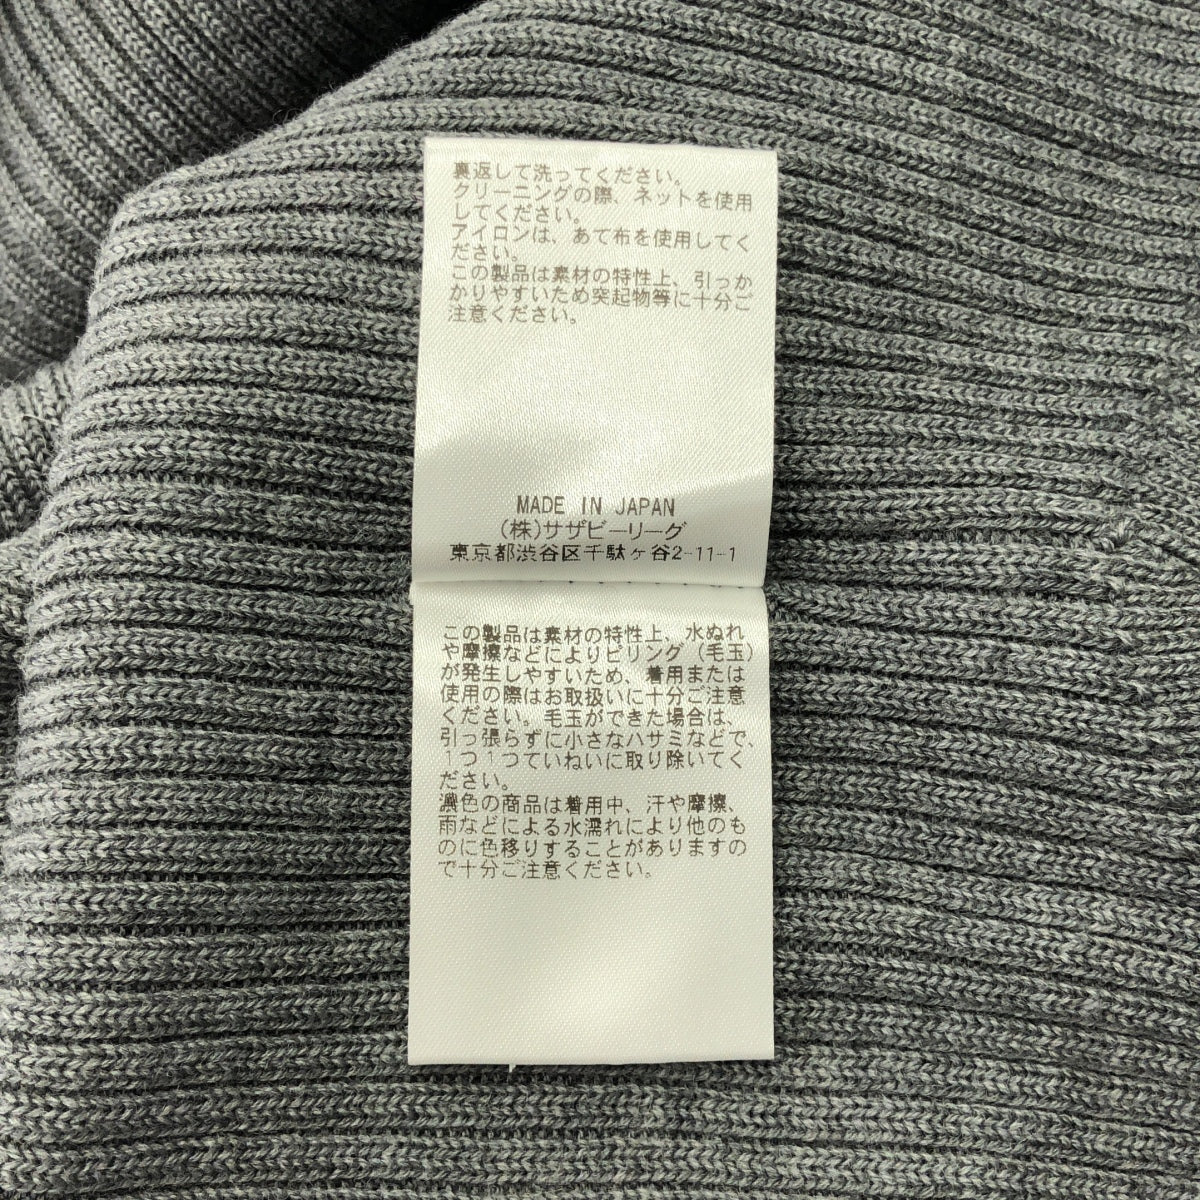 裏返して洗ってください。
クリーニングの際、ネットを使用
してください。
アイロンは、あて布を使用してく
ださい。
この製品は素材の特性上、引っか
かりやすいため突起物等に十分ご
注意ください。
MADE IN JAPAN
(株)サザビーリーグ
東京都渋谷区千駄ヶ谷2-11-1
この製品は素材の特性上、水ぬれ
や摩擦などによりピリング(毛玉)
が発生しやすいため、着用または
使用の際はお取扱いに十分ご注意
ください。毛玉ができた場合は、
引っ張らずに小さなハサミなどで、
1つ1つていねいに取り除いてく
ださい。
濃色の商品は着用中、汗や摩擦、
雨などによる水濡れにより他のも
のに色移りすることがありますの
で十分ご注意ください。